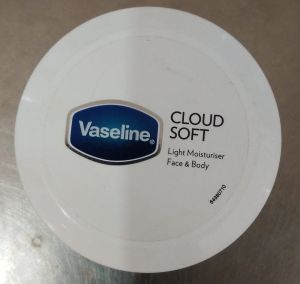 Vaseline®
CLOUD
SOFT
Light Moisturiser
Face & Body